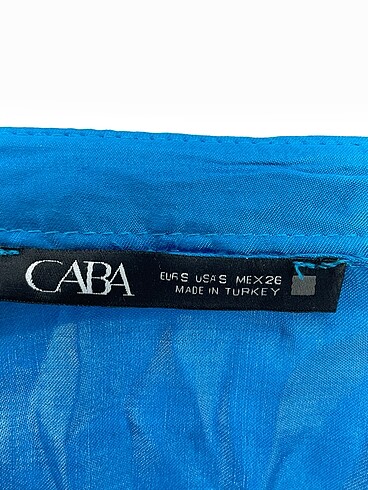 CABA
EUR S USA S MEX 26
MADE IN TURKEY